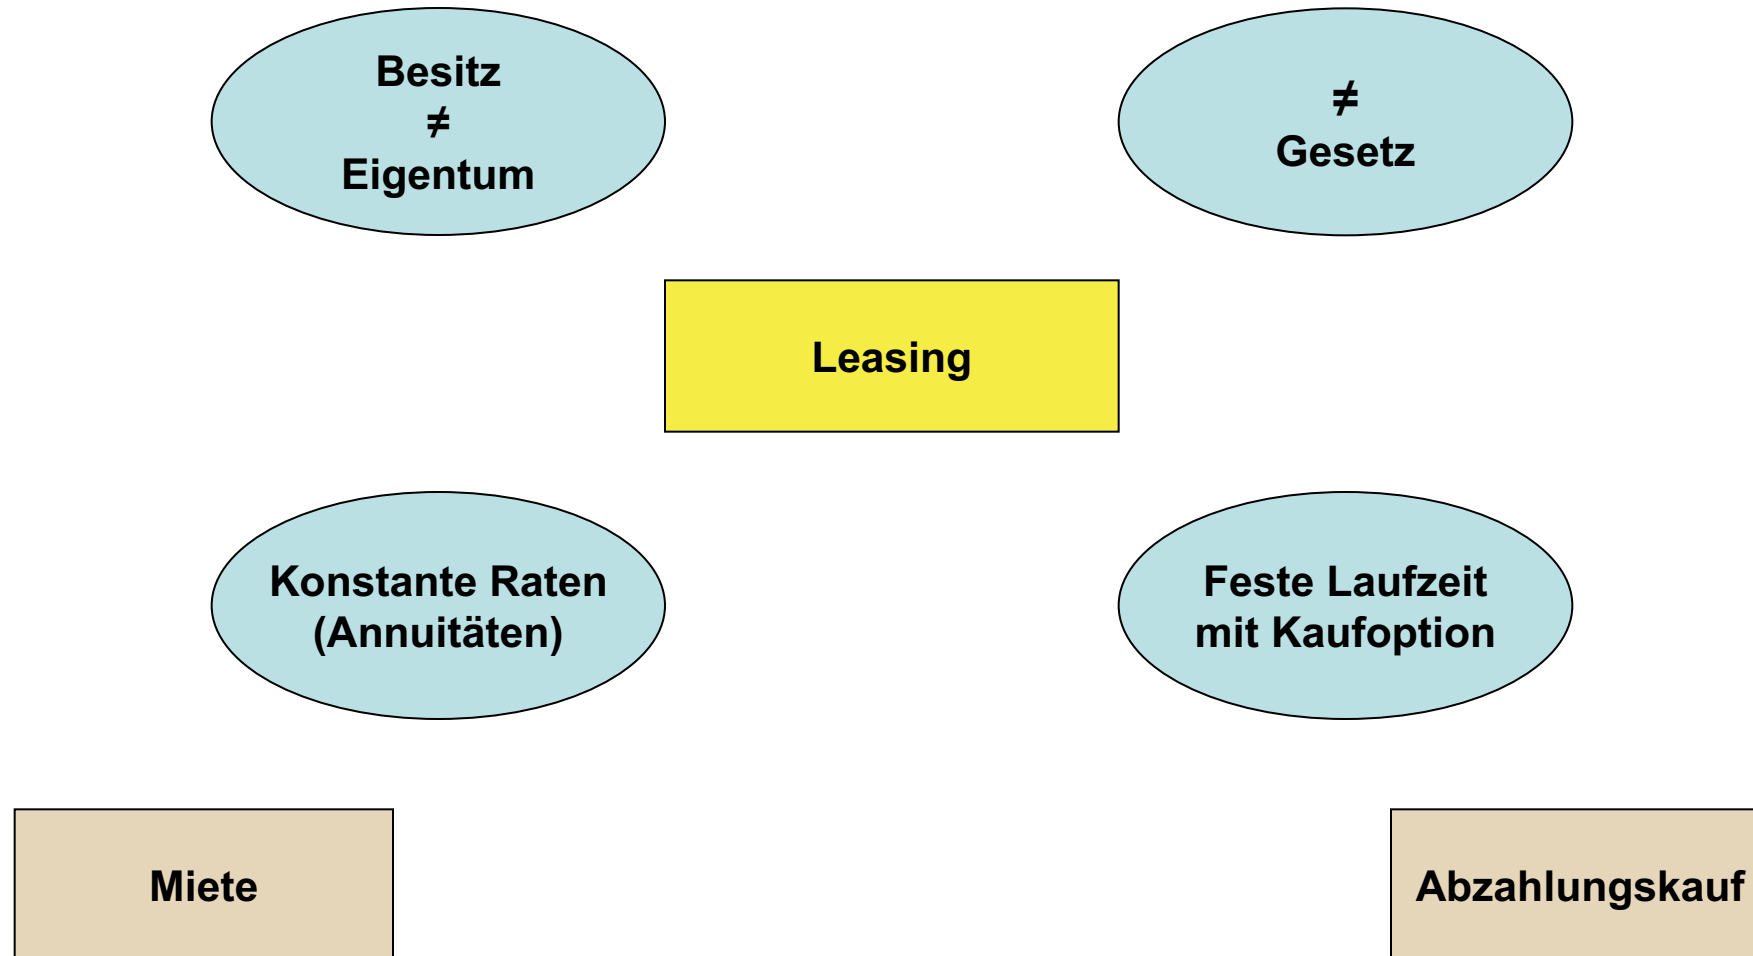 Besitz
≠
Eigentum
≠
Gesetz
Leasing
Konstante Raten
(Annuitäten)
Feste Laufzeit
mit Kaufoption
Miete
Abzahlungskauf